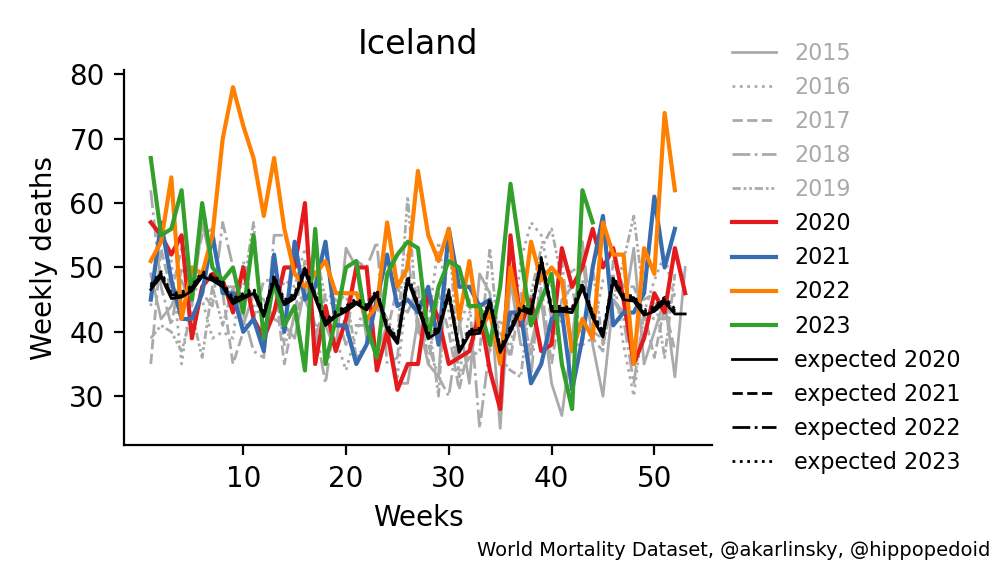 Iceland
Weekly deaths
80
70
60
50
40
30
10 20 30 40 50
Weeks
2015
2016
2017
2018
2019
2020
2021
2022
2023
expected 2020
expected 2021
expected 2022
expected 2023
World Mortality Dataset, @akarlinsky, @hippopedoid